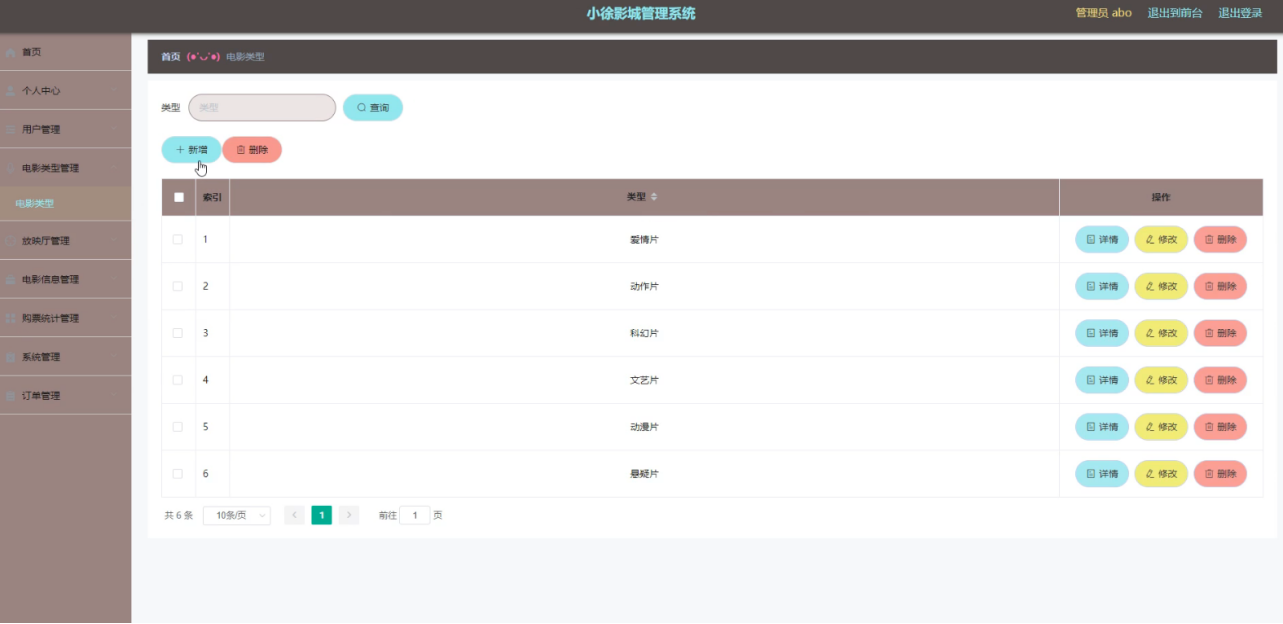 小徐影城管理系统
管理员 abo 退出到前台 退出登录
首页
个人中心
用户管理
电影类型管理
电影类型
放映厅管理
电影信息管理
购票统计管理
系统管理
订单管理
首页 (●'◡'●) 电影类型
类型 类型 查询
新增 删除
索引 类型 操作
1 爱情片 详情 修改 删除
2 动作片 详情 修改 删除
3 科幻片 详情 修改 删除
4 文艺片 详情 修改 删除
5 动漫片 详情 修改 删除
6 悬疑片 详情 修改 删除
共 6 条 10条/页 < 1 > 前往 1 页